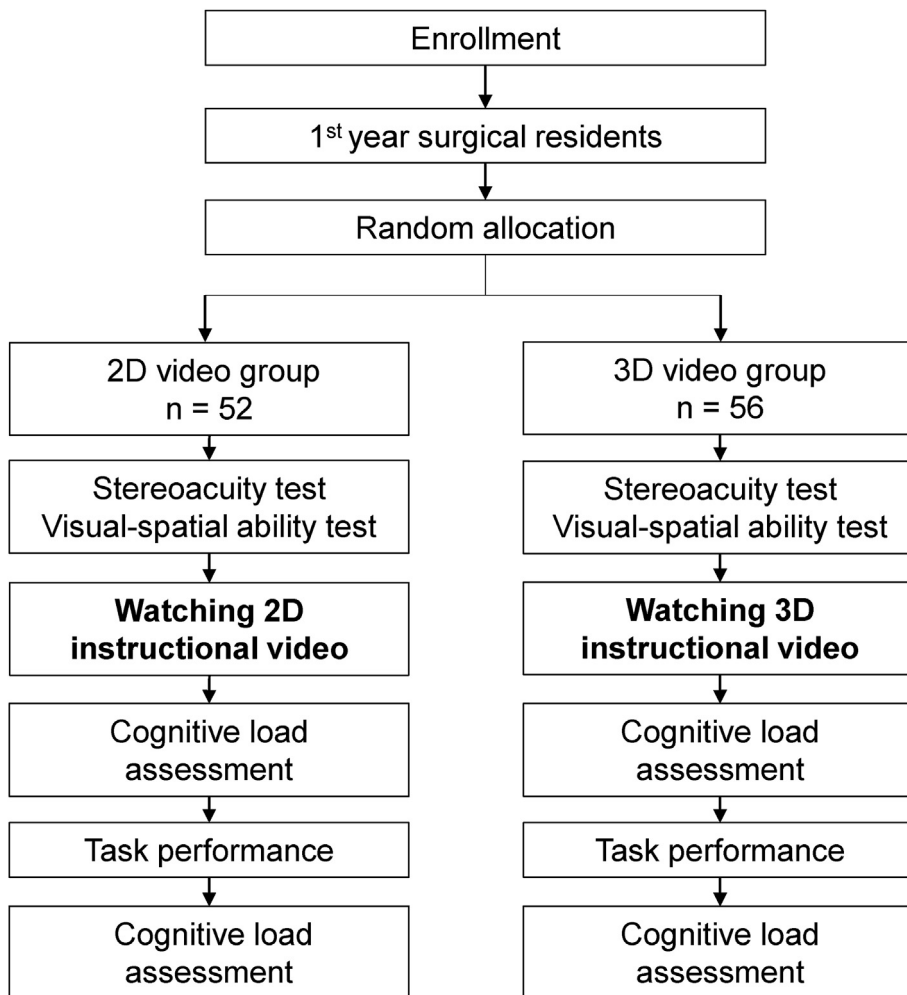 Enrollment
1st year surgical residents
Random allocation
2D video group
n = 52
3D video group
n = 56
Stereoacuity test
Visual-spatial ability test
Stereoacuity test
Visual-spatial ability test
Watching 2D
instructional video
Watching 3D
instructional video
Cognitive load
assessment
Cognitive load
assessment
Task performance
Task performance
Cognitive load
assessment
Cognitive load
assessment